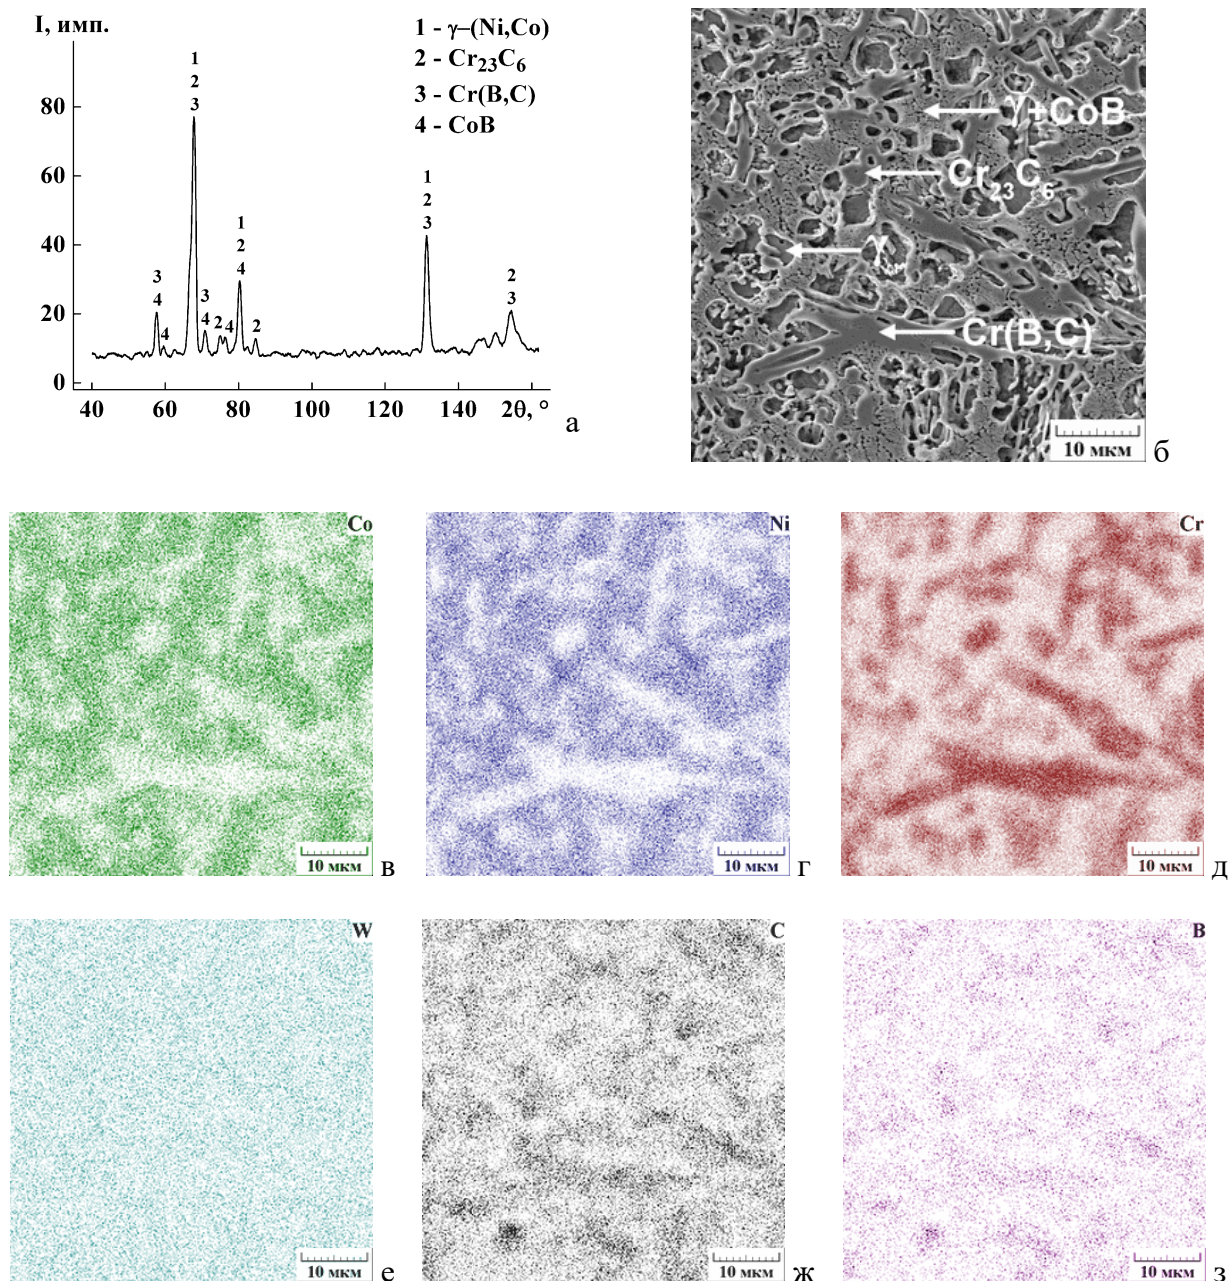 I, имп.
1 - γ–(Ni,Co)
2 - Cr23C6
3 - Cr(B,C)
4 - CoB
80
60
40
20
0
40
60
80
100
120
140
2θ, °
3
4
4
1
2
3
3
4
2
4
1
2
4
2
1
2
3
2
3
а
γ+CoB
Cr23C6
γ
Cr(B,C)
10 мкм
б
Co
10 мкм
в
Ni
10 мкм
г
Cr
10 мкм
д
W
10 мкм
е
C
10 мкм
ж
B
10 мкм
з